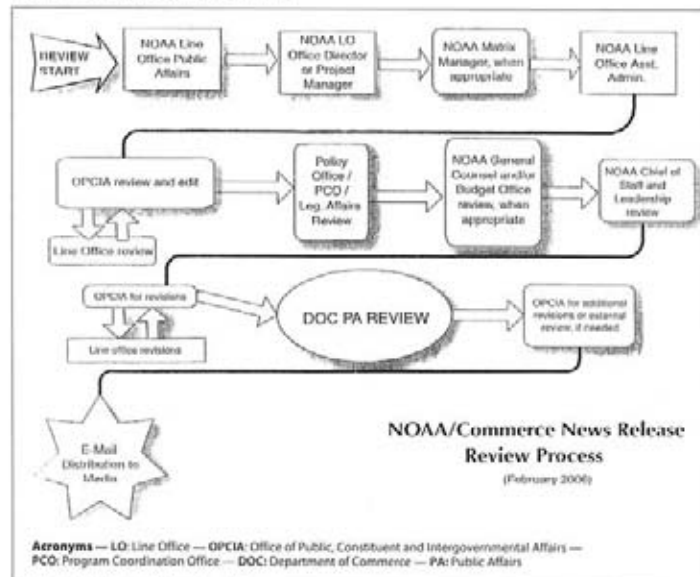 REVIEW
START
NOAA Line
Office Public
Affairs
NOAA LO
Office Director
or Project
Manager
NOAA Matrix
Manager, when
appropriate
NOAA Line
Office Asst.
Admin.
OPCIA review and edit
Line Office review
Policy
Office /
PCO /
Leg. Affairs
Review
NOAA General
Counsel and/or
Budget Office
review, when
appropriate
NOAA Chief of
Staff and
Leadership
review
OPCIA for revisions
Line office revisions
DOC PA REVIEW
OPCIA for additional
revisions or external
review, if needed
E-Mail
Distribution to
Media
NOAA/Commerce News Release
Review Process
(February 2006)
Acronyms — LO: Line Office — OPCIA: Office of Public, Constituent and Intergovernmental Affairs —
PCO: Program Coordination Office — DOC: Department of Commerce — PA: Public Affairs